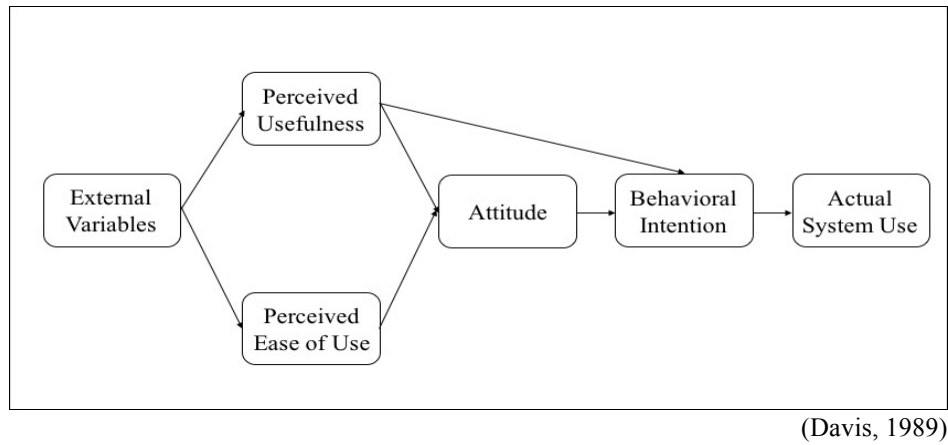 Perceived
Usefulness
External
Variables
Attitude
Behavioral
Intention
Actual
System Use
Perceived
Ease of Use
(Davis, 1989)